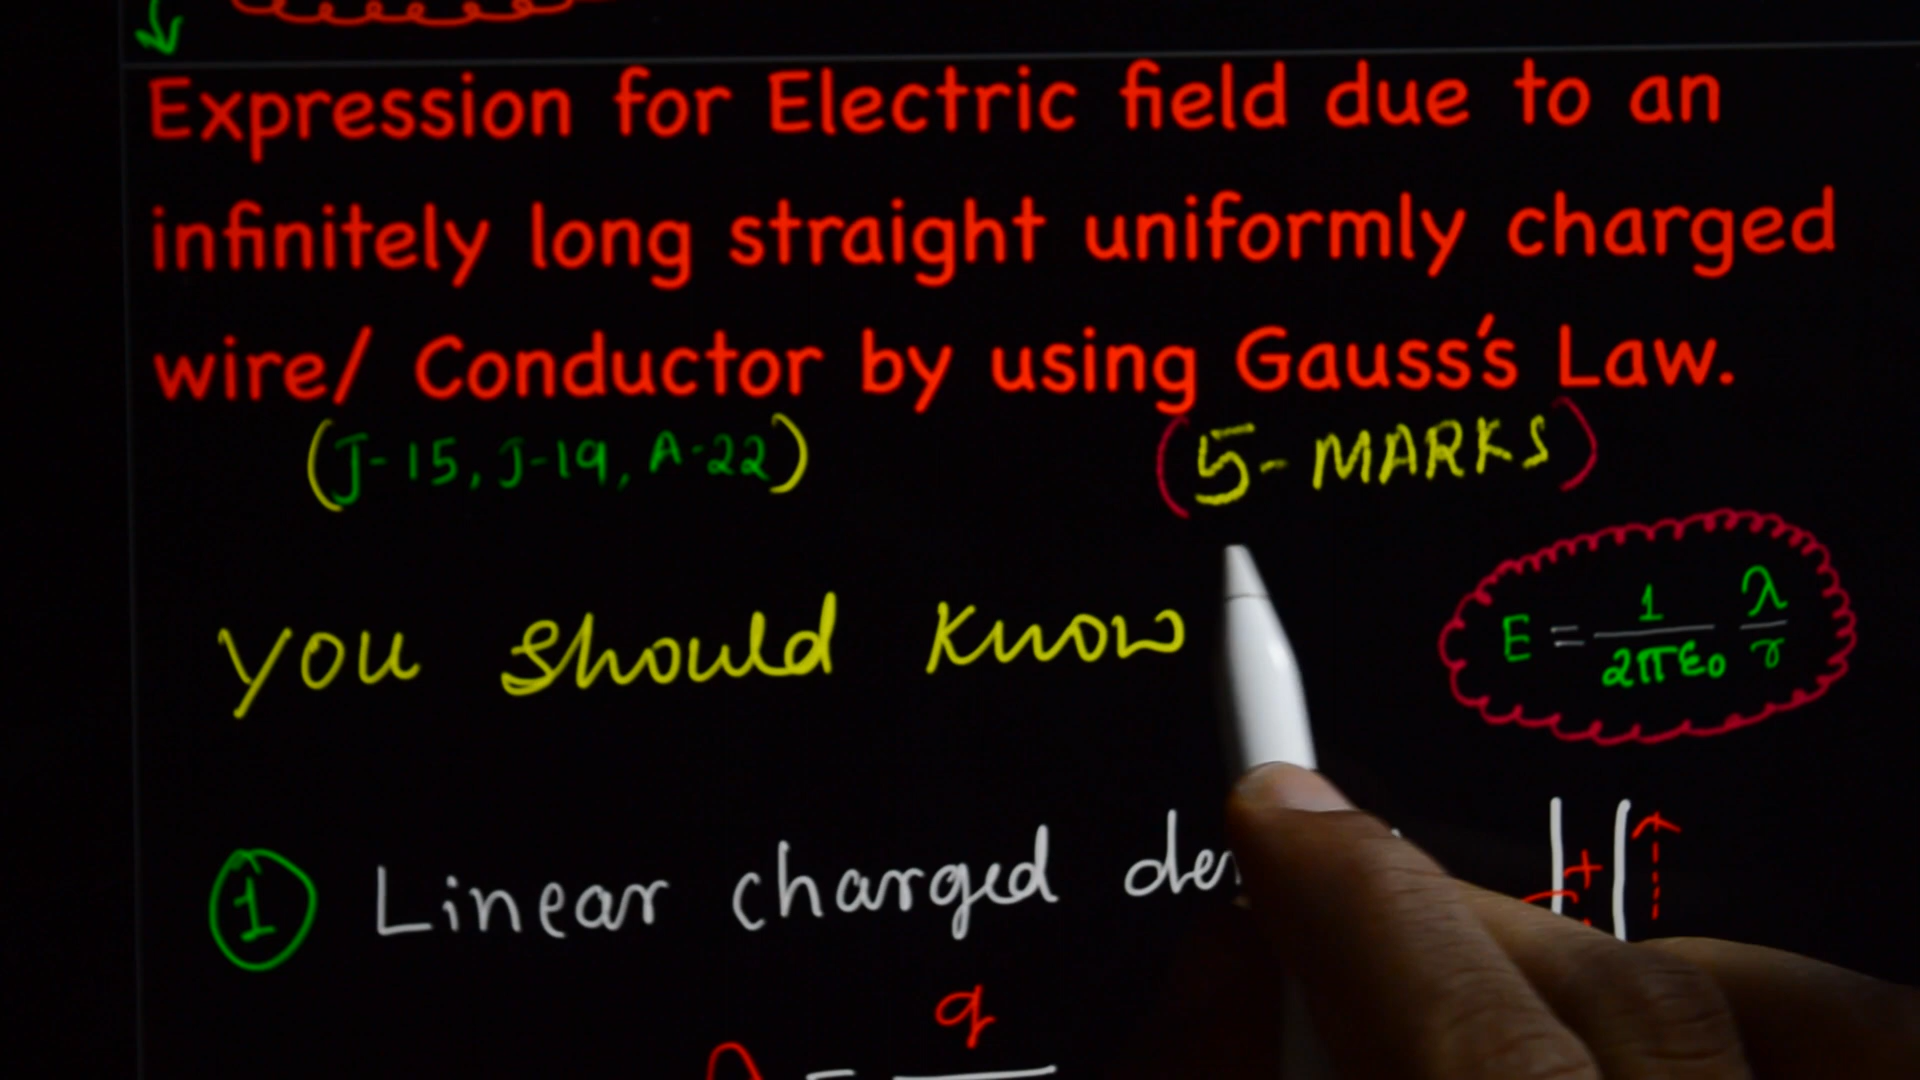 Expression for Electric field due to an
infinitely long straight uniformly charged
wire/ Conductor by using Gauss's Law.
(J-15, J-19, A-22) (5-MARKS)
You should know
E = 1/2πε₀ λ/r
1 Linear charged
= q